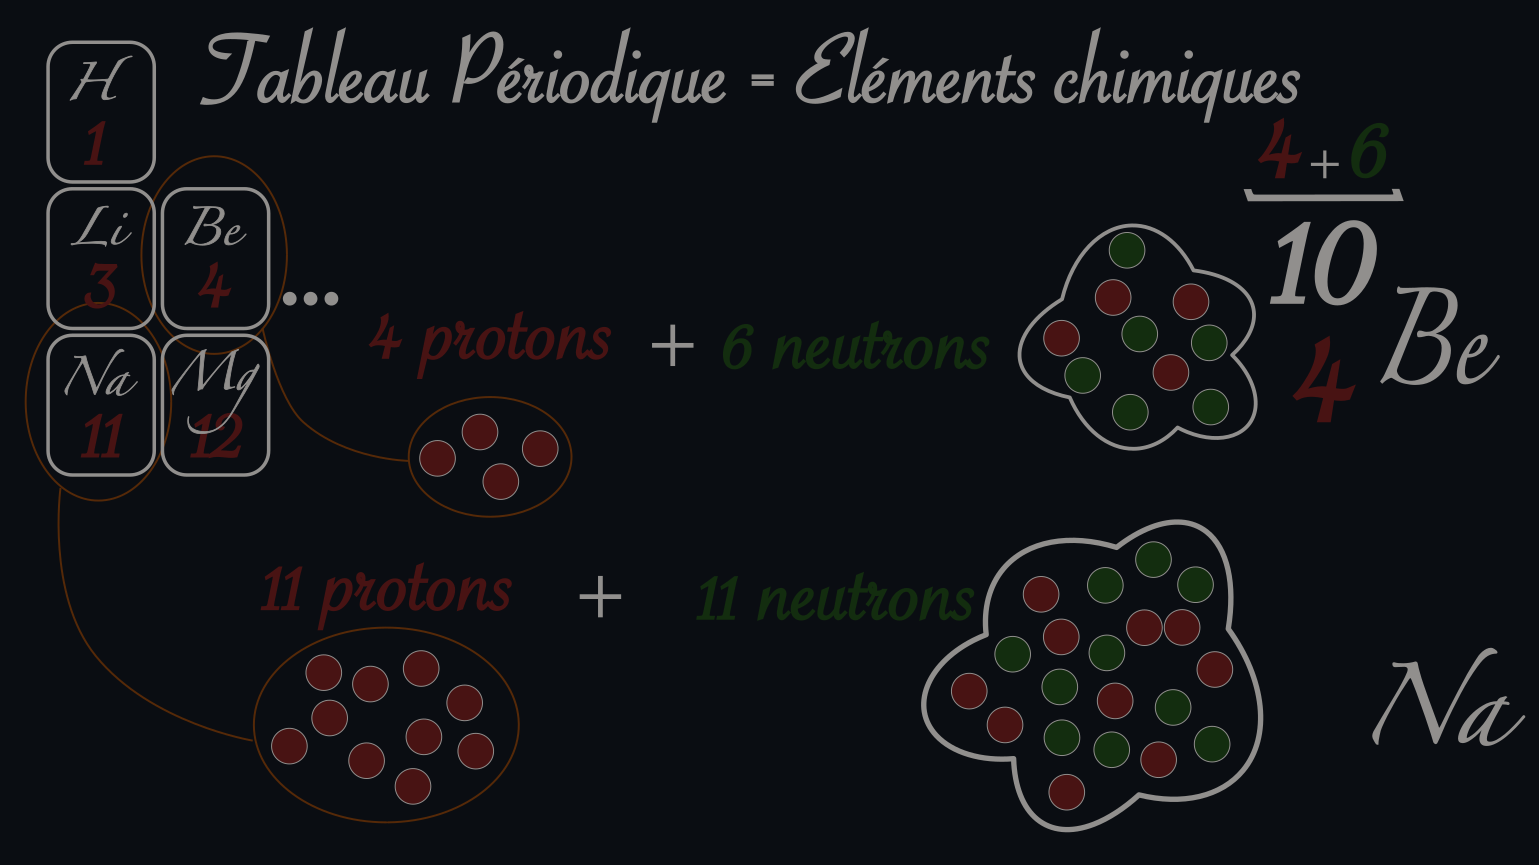 Tableau Périodique = Eléments chimiques
H
1
Li
3
Be
4
...
Na
11
Mg
12
4 protons + 6 neutrons
4 + 6
10
4
Be
11 protons + 11 neutrons
Na